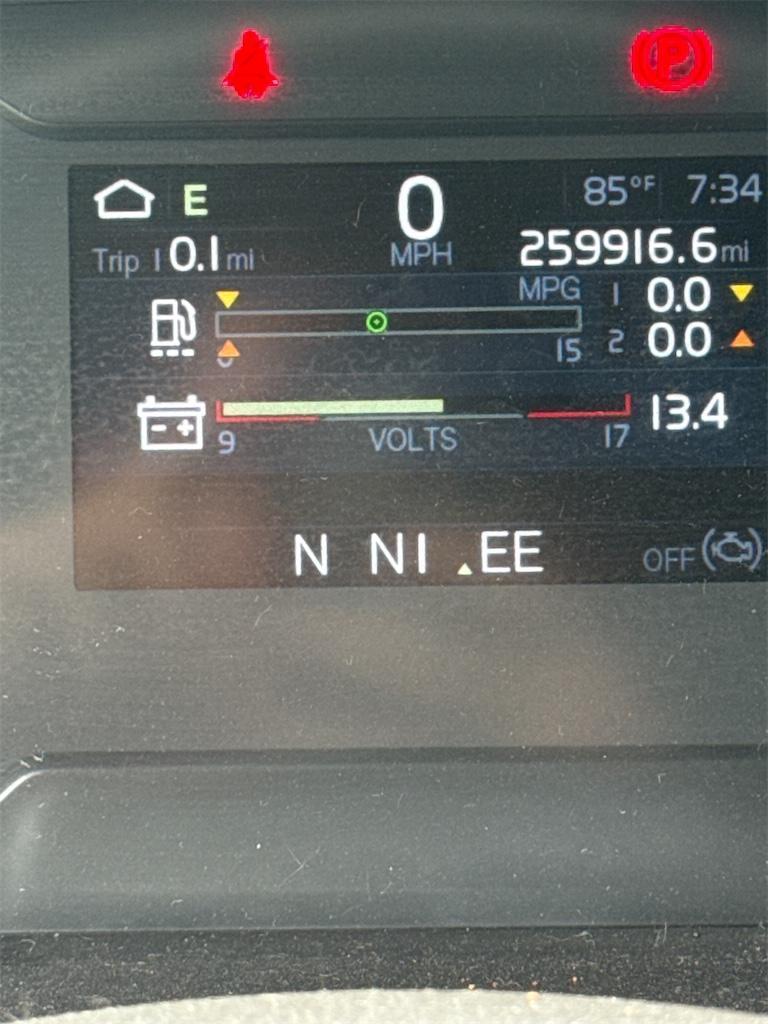 P
E 0 85°F 7:34
Trip 1 0.1 mi MPH 259916.6 mi
MPG 1 0.0
15 2 0.0
13.4
9 VOLTS 17
N N1 EE OFF